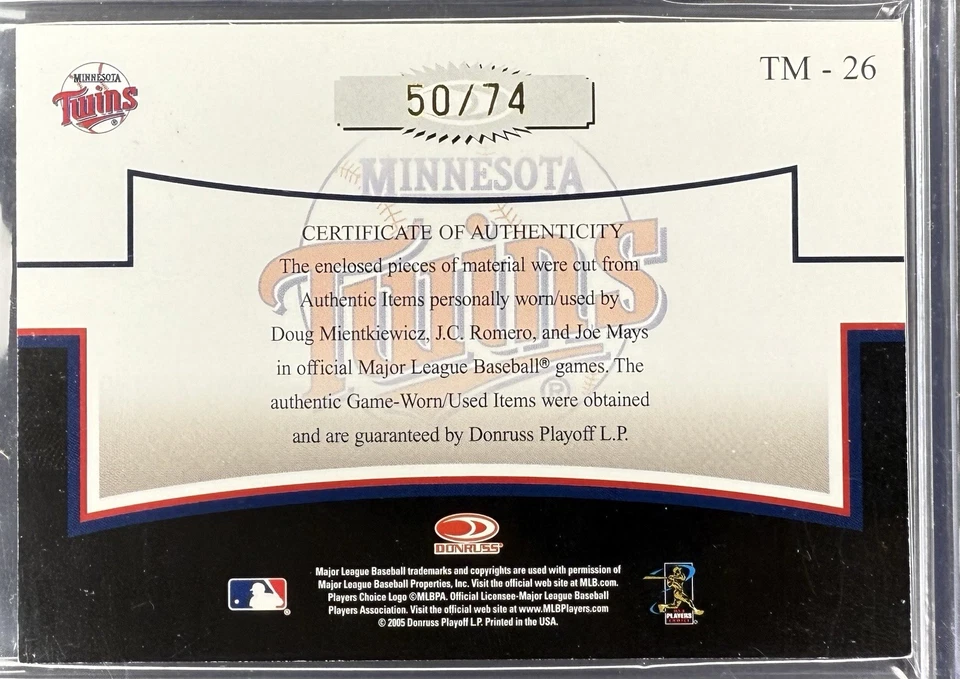 MINNESOTA
Twins
®
50/74
TM - 26
MINNESOTA
Twins
®
CERTIFICATE OF AUTHENTICITY
The enclosed pieces of material were cut from
Authentic Items personally worn/used by
Doug Mientkiewicz, J.C. Romero, and Joe Mays
in official Major League Baseball® games. The
authentic Game-Worn/Used Items were obtained
and are guaranteed by Donruss Playoff L.P.
DONRUSS
Major League Baseball trademarks and copyrights are used with permission of
Major League Baseball Properties, Inc. Visit the official web site at MLB.com.
Players Choice Logo ©MLBPA. Official Licensee-Major League Baseball
Players Association. Visit the official web site at www.MLBPlayers.com
© 2005 Donruss Playoff L.P. Printed in the USA.
PLAYERS
CHOICE